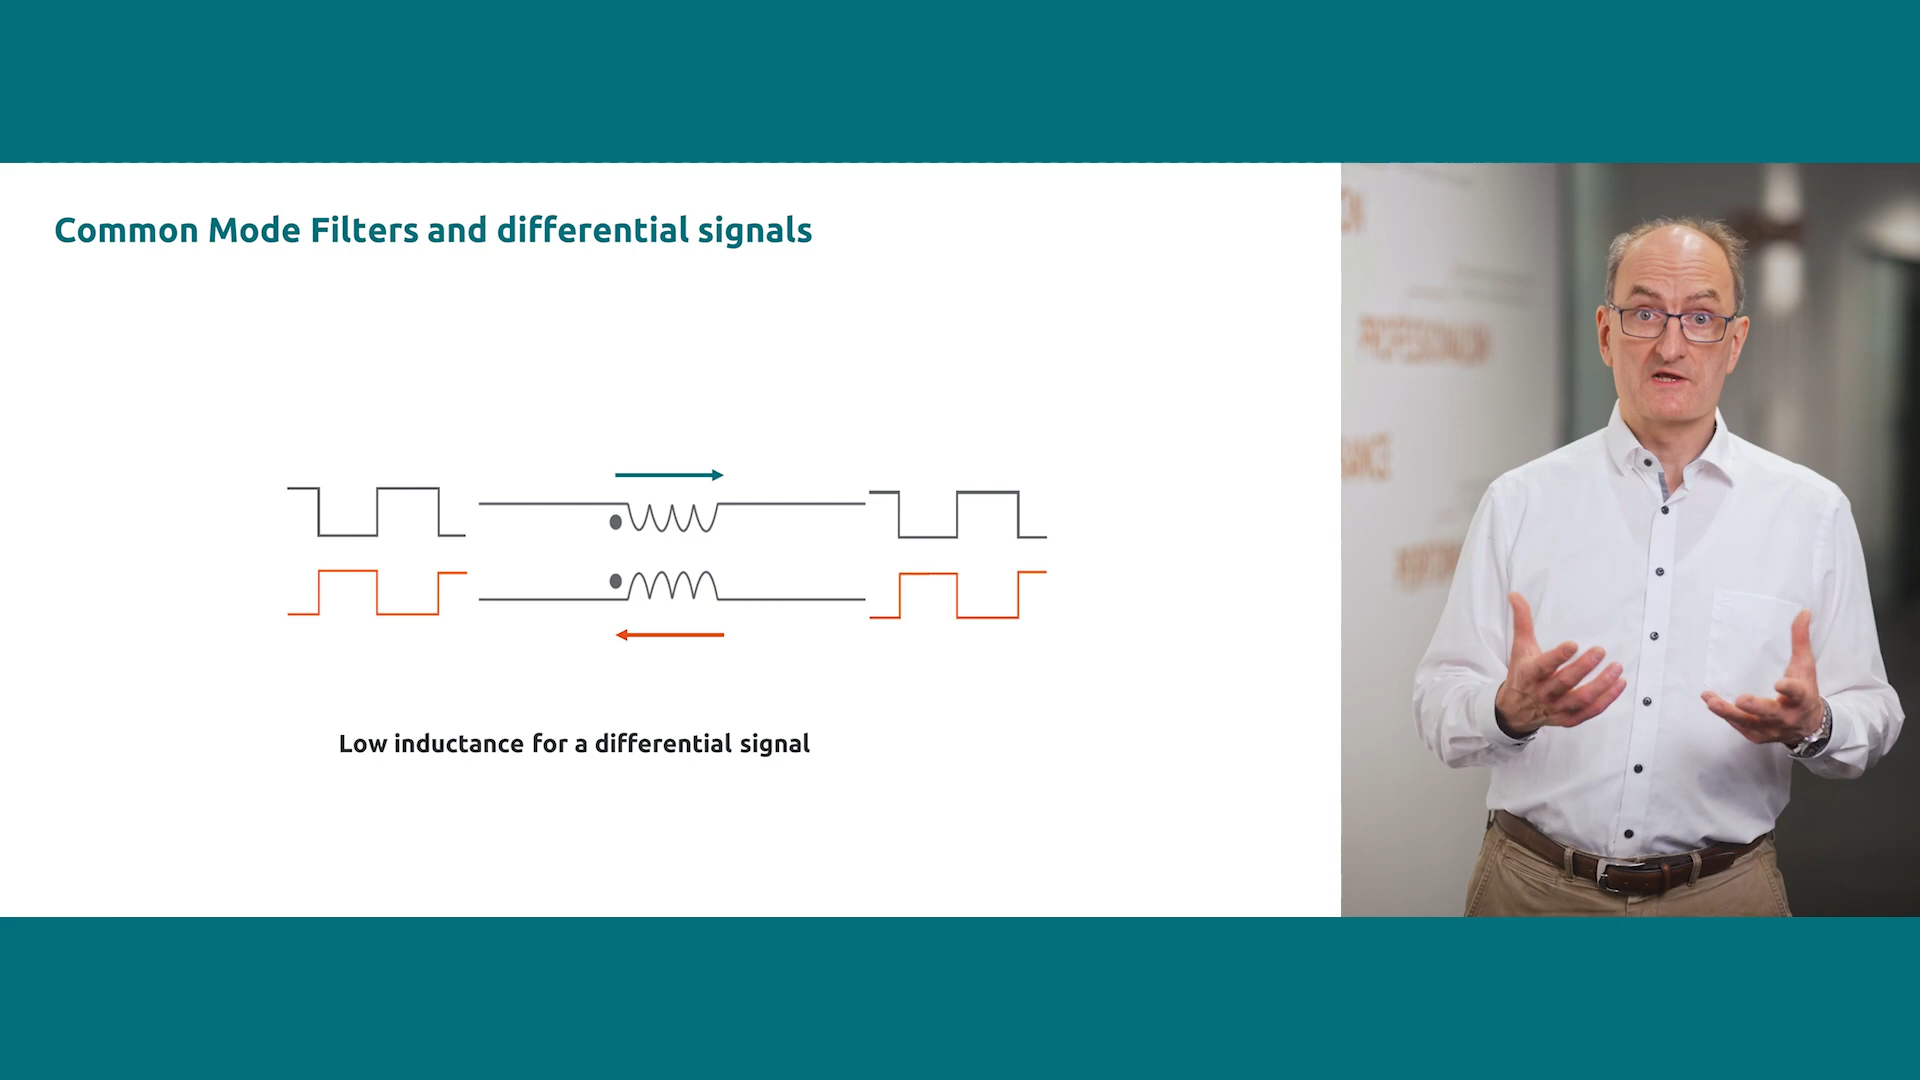 Common Mode Filters and differential signals
Low inductance for a differential signal